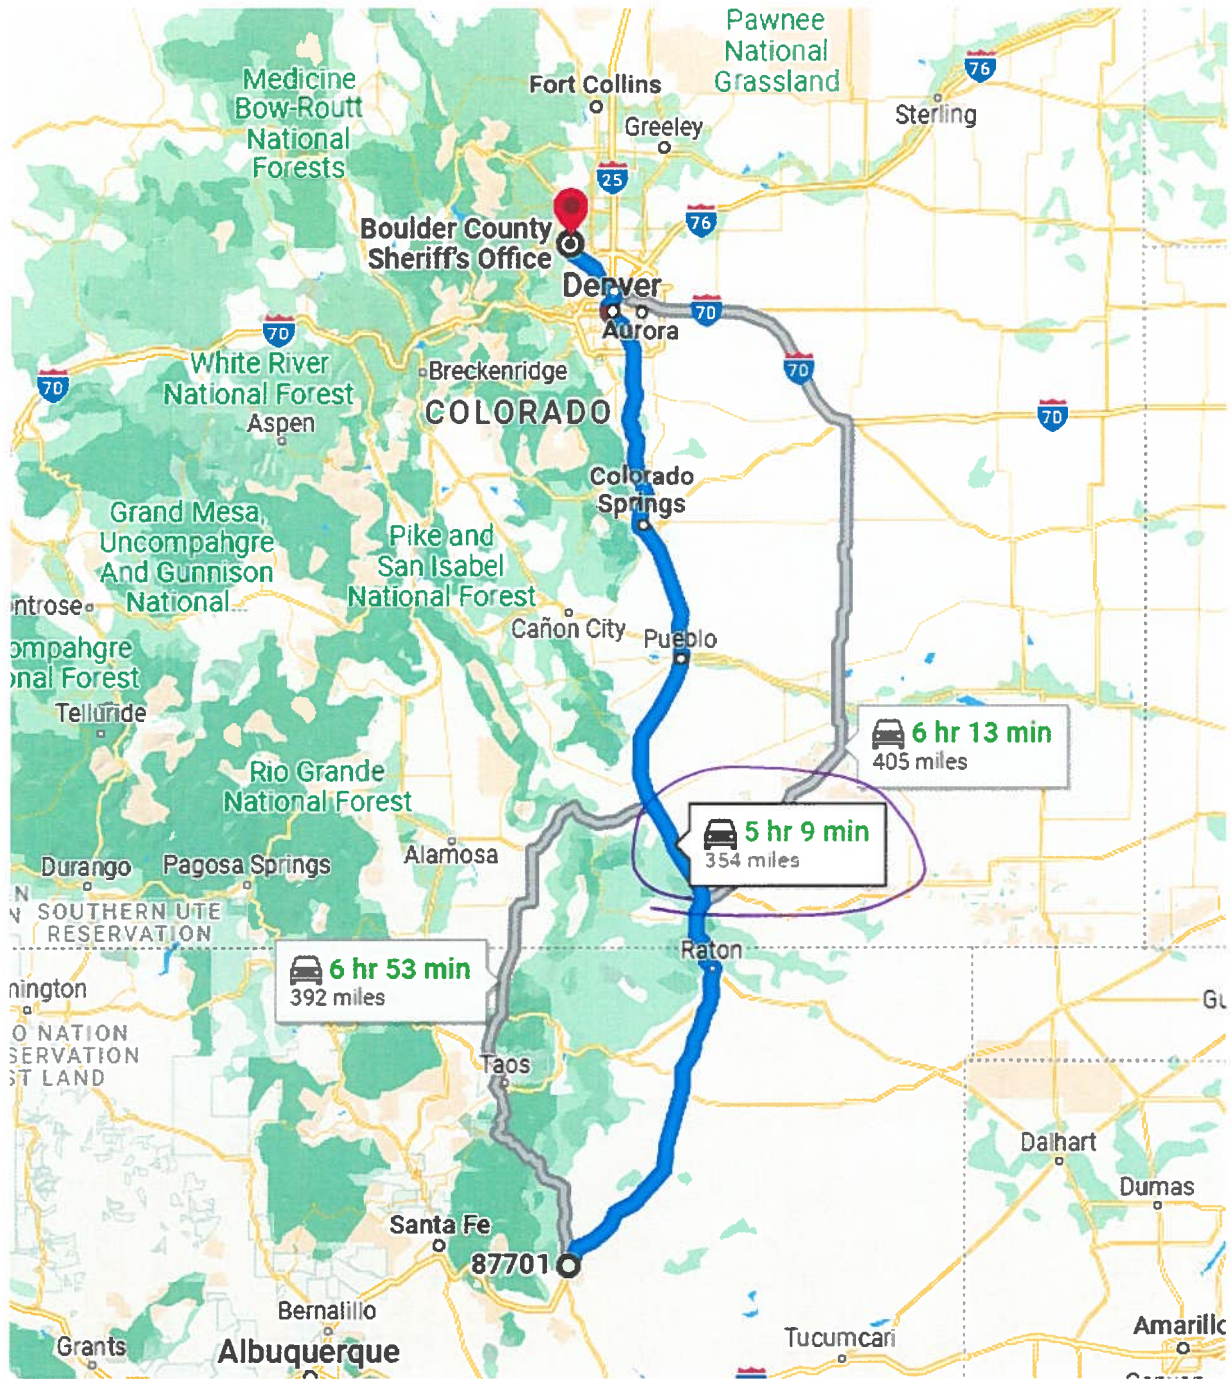 Pawnee
National
Grassland
76
Medicine
Bow-Routt
National
Forests
Fort Collins
Sterling
Greeley
25
76
Boulder County
Sheriff's Office
Denver
70
Aurora
70
White River
National Forest
70
70
Breckenridge
COLORADO
70
Aspen
Colorado
Springs
Grand Mesa,
Uncompahgre
And Gunnison
National...
Pike and
San Isabel
National Forest
ntrose
Cañon City
Pueblo
ompahgre
onal Forest
Telluride
6 hr 13 min
405 miles
Rio Grande
National Forest
5 hr 9 min
354 miles
Alamosa
Durango
Pagosa Springs
N
N SOUTHERN UTE
RESERVATION
Raton
6 hr 53 min
392 miles
mington
Gu
O NATION
SERVATION
ST LAND
Taos
Dalhart
Dumas
Santa Fe
87701
Bernalillo
Tucumcari
Amarillo
Grants
Albuquerque